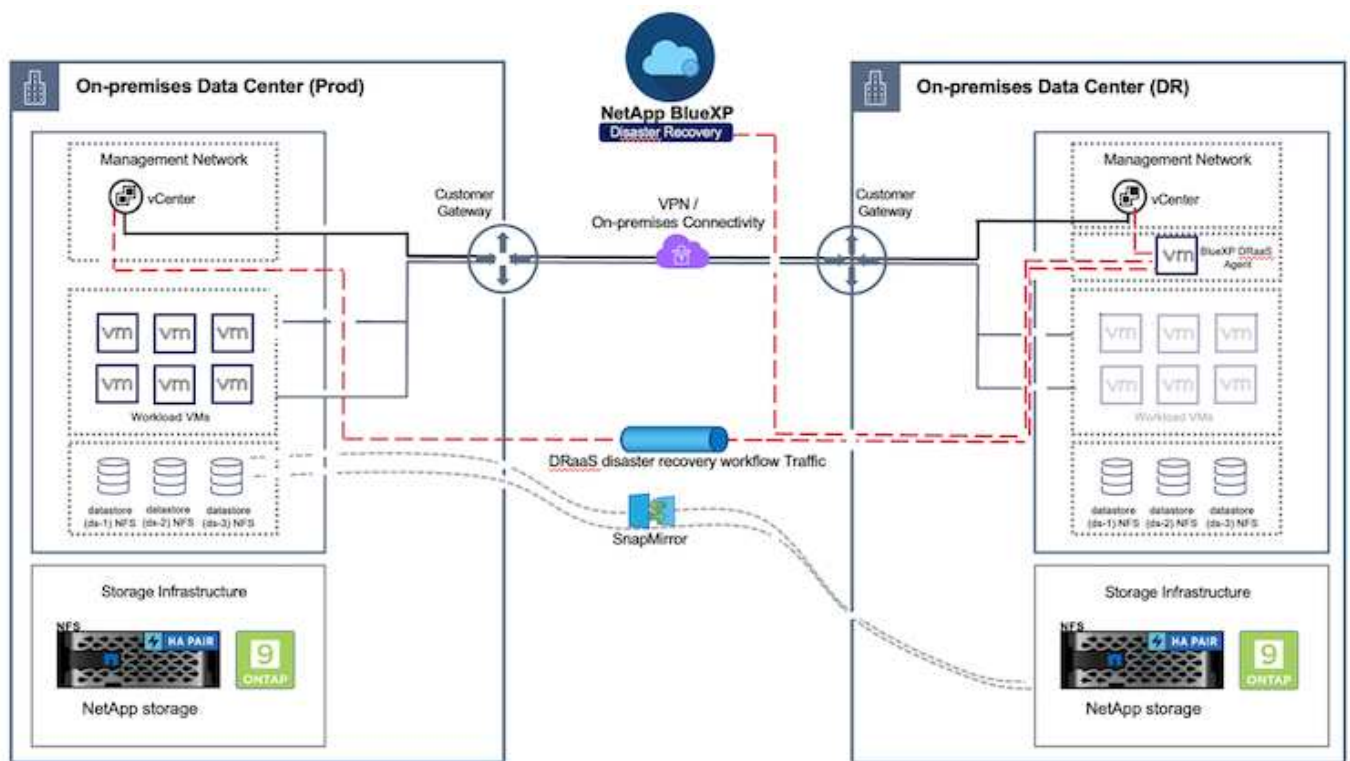 NetApp BlueXP
Disaster Recovery
On-premises Data Center (Prod)
Management Network
vCenter
Customer
Gateway
VPN /
On-premises Connectivity
vm vm vm
vm vm vm
Workload VMs
datastore datastore datastore
(ds-1) NFS (ds-2) NFS (ds-3) NFS
DRaaS disaster recovery workflow Traffic
SnapMirror
Storage Infrastructure
NFS
HA PAIR
9
ONTAP
NetApp storage
On-premises Data Center (DR)
Management Network
vCenter
Customer
Gateway
vm
BlueXP DRaaS
Agent
vm vm vm
vm vm vm
Workload VMs
datastore datastore datastore
(ds-1) NFS (ds-2) NFS (ds-3) NFS
Storage Infrastructure
NFS
HA PAIR
9
ONTAP
NetApp storage